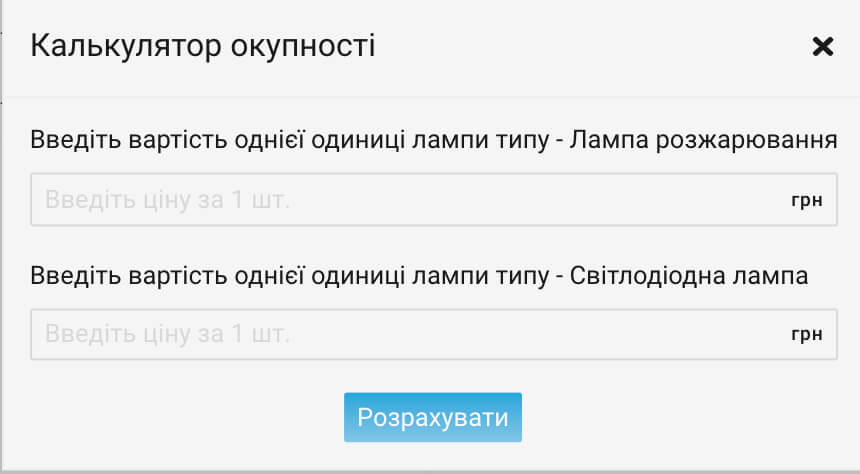 Калькулятор окупності
Введіть вартість однієї одиниці лампи типу - Лампа розжарювання
Введіть ціну за 1 шт. грн
Введіть вартість однієї одиниці лампи типу - Світлодіодна лампа
Введіть ціну за 1 шт. грн
Розрахувати